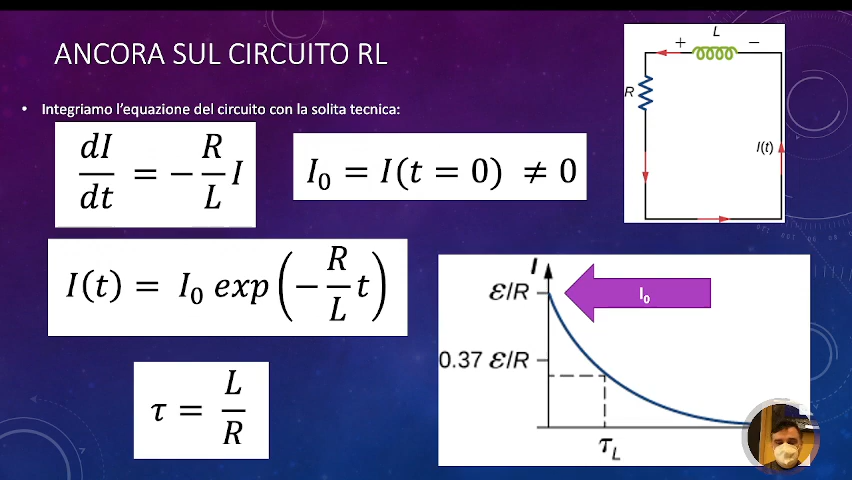 ANCORA SUL CIRCUITO RL
• Integriamo l'equazione del circuito con la solita tecnica:
dI/dt = −R/L I
I₀ = I(t = 0) ≠ 0
I(t) = I₀ exp(−R/L t)
τ = L/R
L
+ −
R
I(t)
I
ℰ/R
I₀
0.37 ℰ/R
τL